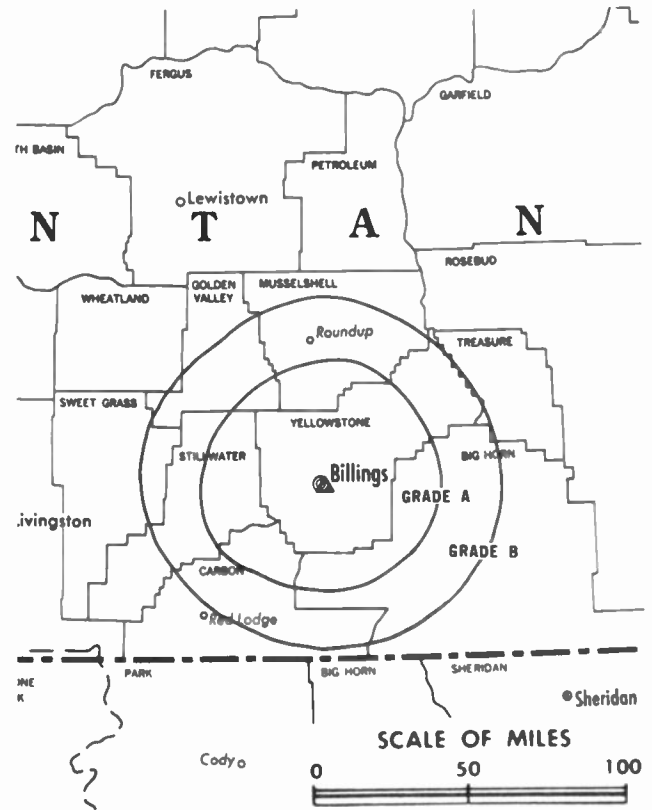 FERGUS
GARFIELD
TH BASIN
PETROLEUM
Lewistown
N T A N
ROSEBUD
GOLDEN
VALLEY
MUSSELSHELL
WHEATLAND
Roundup
TREASURE
SWEET GRASS
YELLOWSTONE
STILLWATER
BIG HORN
Billings
GRADE A
ivingston
GRADE B
CARBON
Red Lodge
PARK
BIG HORN
SHERIDAN
ONE
K
Sheridan
SCALE OF MILES
Cody
0 50 100